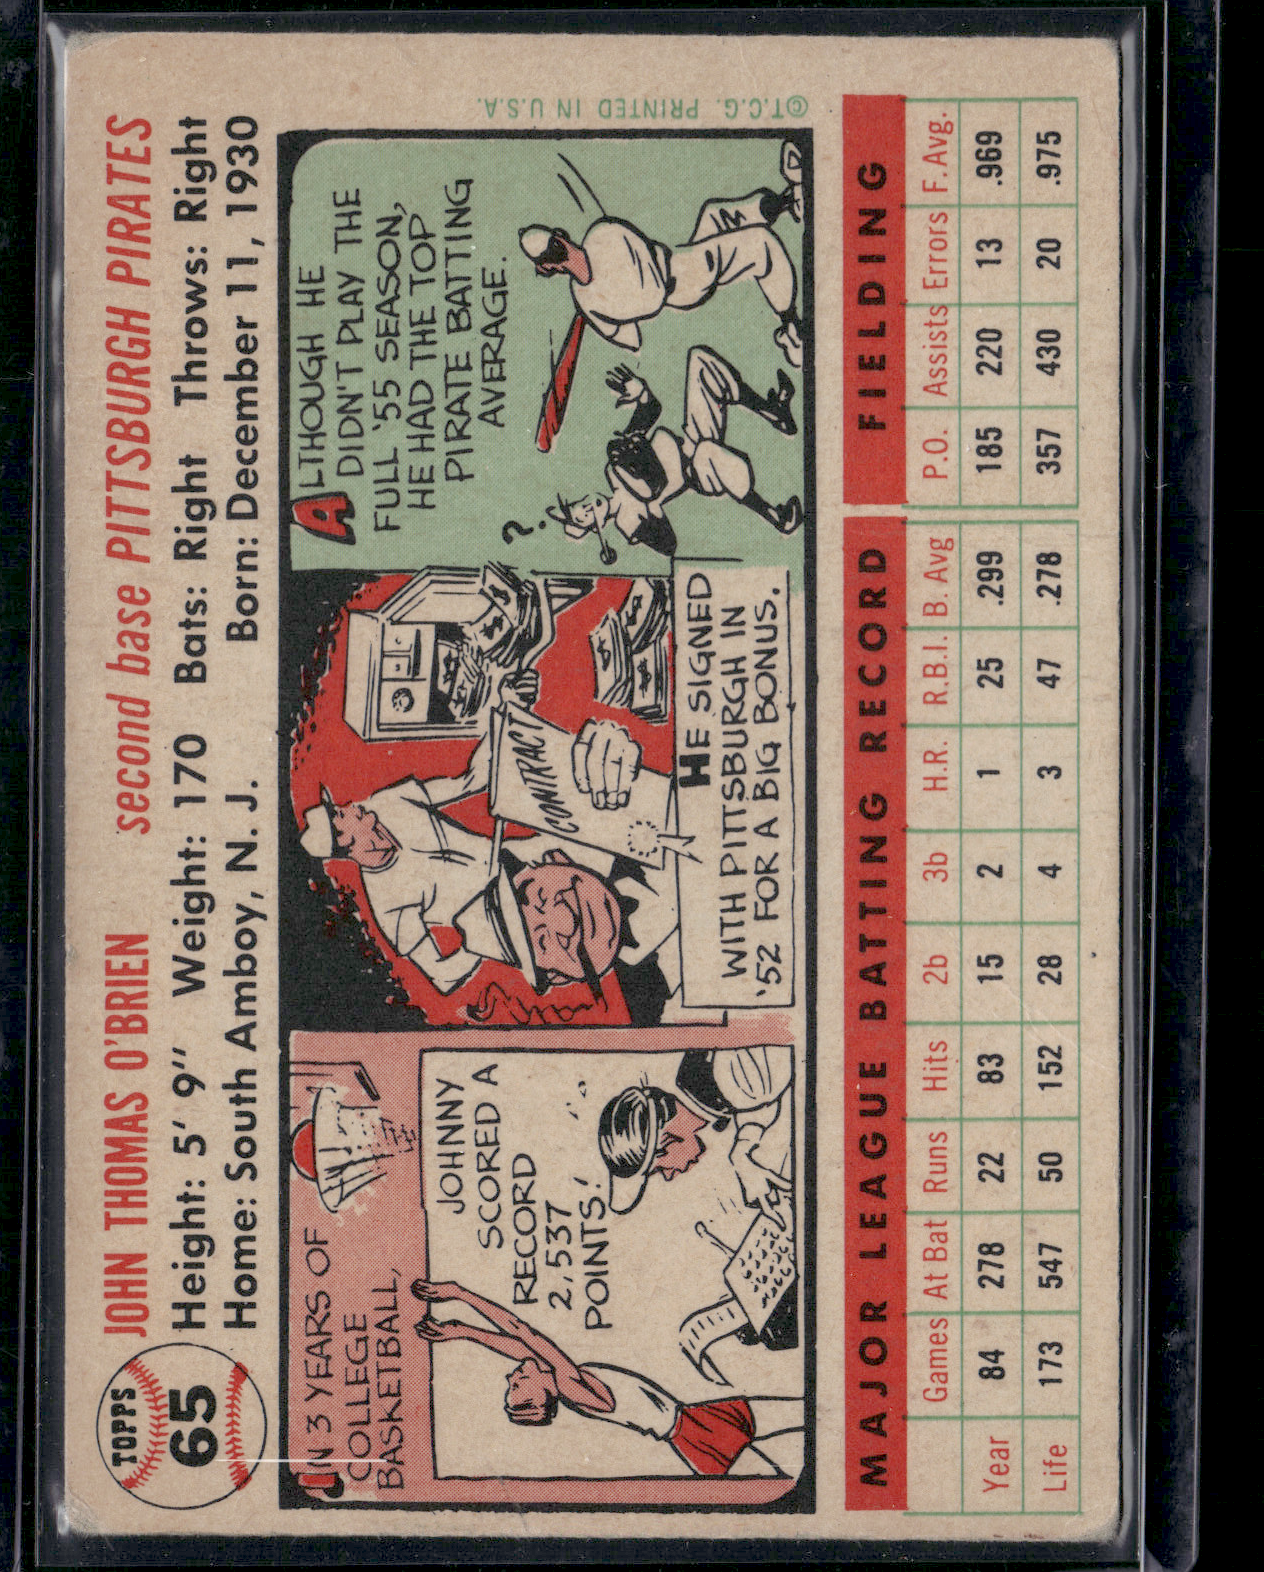 TOPPS
65
JOHN THOMAS O'BRIEN second base PITTSBURGH PIRATES
Height: 5' 9" Weight: 170 Bats: Right Throws: Right
Home: South Amboy, N. J. Born: December 11, 1930
IN 3 YEARS OF
COLLEGE
BASKETBALL,
JOHNNY
SCORED A
RECORD
2,537
POINTS!
CONTRACT
HE SIGNED
WITH PITTSBURGH IN
'52 FOR A BIG BONUS.
ALTHOUGH HE
DIDN'T PLAY THE
FULL '55 SEASON,
HE HAD THE TOP
PIRATE BATTING
AVERAGE.
?
©T.C.G. PRINTED IN U.S.A.
MAJOR LEAGUE BATTING RECORD FIELDING
Games At Bat Runs Hits 2b 3b H.R. R.B.I. B. Avg P.O. Assists Errors F. Avg.
Year 84 278 22 83 15 2 1 25 .299 185 220 13 .969
Life 173 547 50 152 28 4 3 47 .278 357 430 20 .975